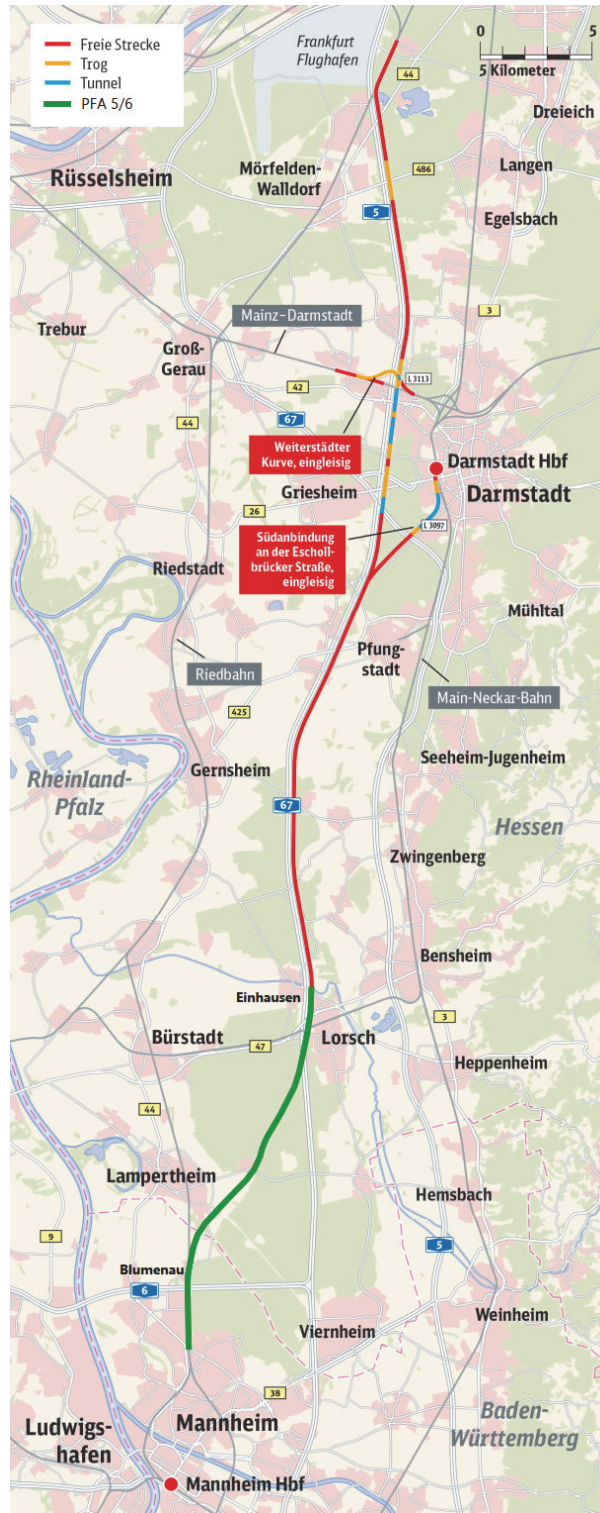 Freie Strecke
Trog
Tunnel
PFA 5/6
Frankfurt
Flughafen
0 5
5 Kilometer
44
Dreieich
Rüsselsheim
Mörfelden-
Walldorf
486
Langen
5
Egelsbach
3
Mainz–Darmstadt
Trebur
Groß-
Gerau
42
L 3113
67
44
Weiterstädter
Kurve, eingleisig
Darmstadt Hbf
Griesheim
Darmstadt
26
L 3097
Südanbindung
an der Escholl-
brücker Straße,
eingleisig
Riedstadt
Mühltal
Pfung-
stadt
Riedbahn
Main-Neckar-Bahn
425
Seeheim-Jugenheim
Gernsheim
Rheinland-
Pfalz
67
Hessen
Zwingenberg
Bensheim
Einhausen
3
Bürstadt
Lorsch
47
Heppenheim
44
Lampertheim
Hemsbach
9
5
Blumenau
6
Weinheim
Viernheim
38
Mannheim
Ludwigs-
hafen
Baden-
Württemberg
Mannheim Hbf